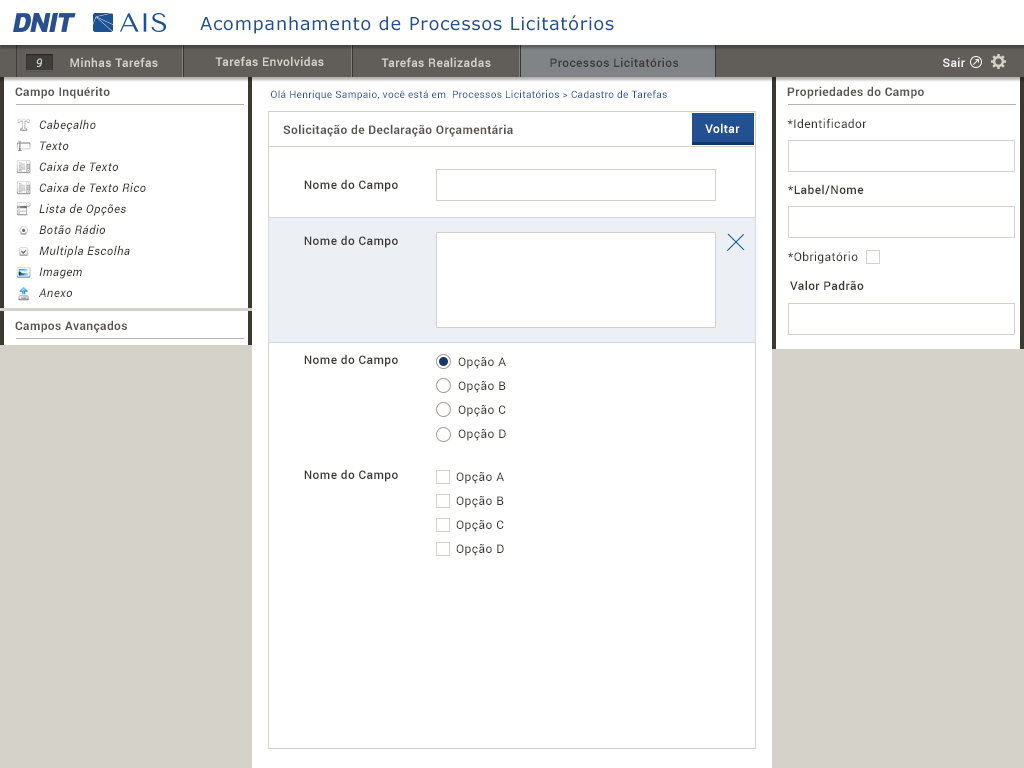 DNIT AIS Acompanhamento de Processos Licitatórios
9 Minhas Tarefas Tarefas Envolvidas Tarefas Realizadas Processos Licitatórios Sair
Campo Inquérito
Cabeçalho
Texto
Caixa de Texto
Caixa de Texto Rico
Lista de Opções
Botão Rádio
Multipla Escolha
Imagem
Anexo
Campos Avançados
Olá Henrique Sampaio, você está em Processos Licitatórios > Cadastro de Tarefas
Solicitação de Declaração Orçamentária Voltar
Nome do Campo
Nome do Campo
Nome do Campo Opção A
Opção B
Opção C
Opção D
Nome do Campo Opção A
Opção B
Opção C
Opção D
Propriedades do Campo
*Identificador
*Label/Nome
*Obrigatório
Valor Padrão